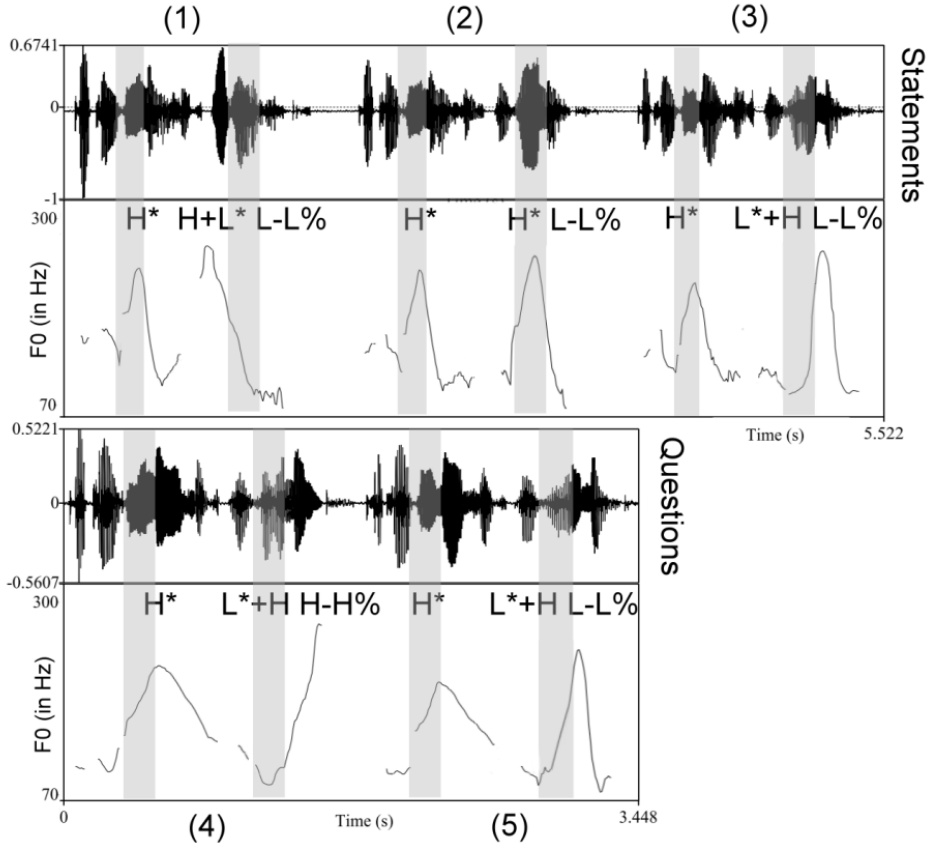 (1) (2) (3)
0.6741
0
-1
Statements
300
H* H+L* L-L% H* H* L-L% H* L*+H L-L%
F0 (in Hz)
70
Time (s) 5.522
0.5221
0
-0.5607
Questions
300
H* L*+H H-H% H* L*+H L-L%
F0 (in Hz)
70
0 Time (s) 3.448
(4) (5)